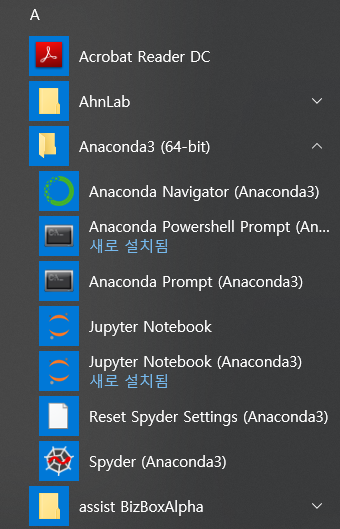 A
Acrobat Reader DC
AhnLab
Anaconda3 (64-bit)
Anaconda Navigator (Anaconda3)
Anaconda Powershell Prompt (An...
새로 설치됨
Anaconda Prompt (Anaconda3)
Jupyter Notebook
Jupyter Notebook (Anaconda3)
새로 설치됨
Reset Spyder Settings (Anaconda3)
Spyder (Anaconda3)
assist BizBoxAlpha